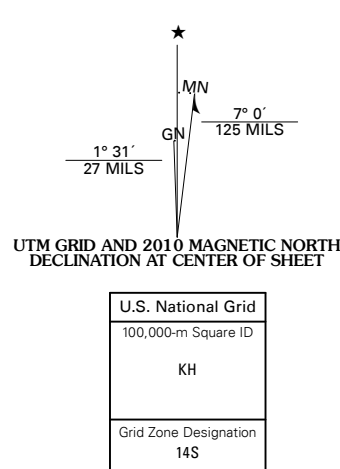 ★
MN
GN
7° 0´
125 MILS
1° 31´
27 MILS
UTM GRID AND 2010 MAGNETIC NORTH
DECLINATION AT CENTER OF SHEET
U.S. National Grid
100,000-m Square ID
KH
Grid Zone Designation
14S